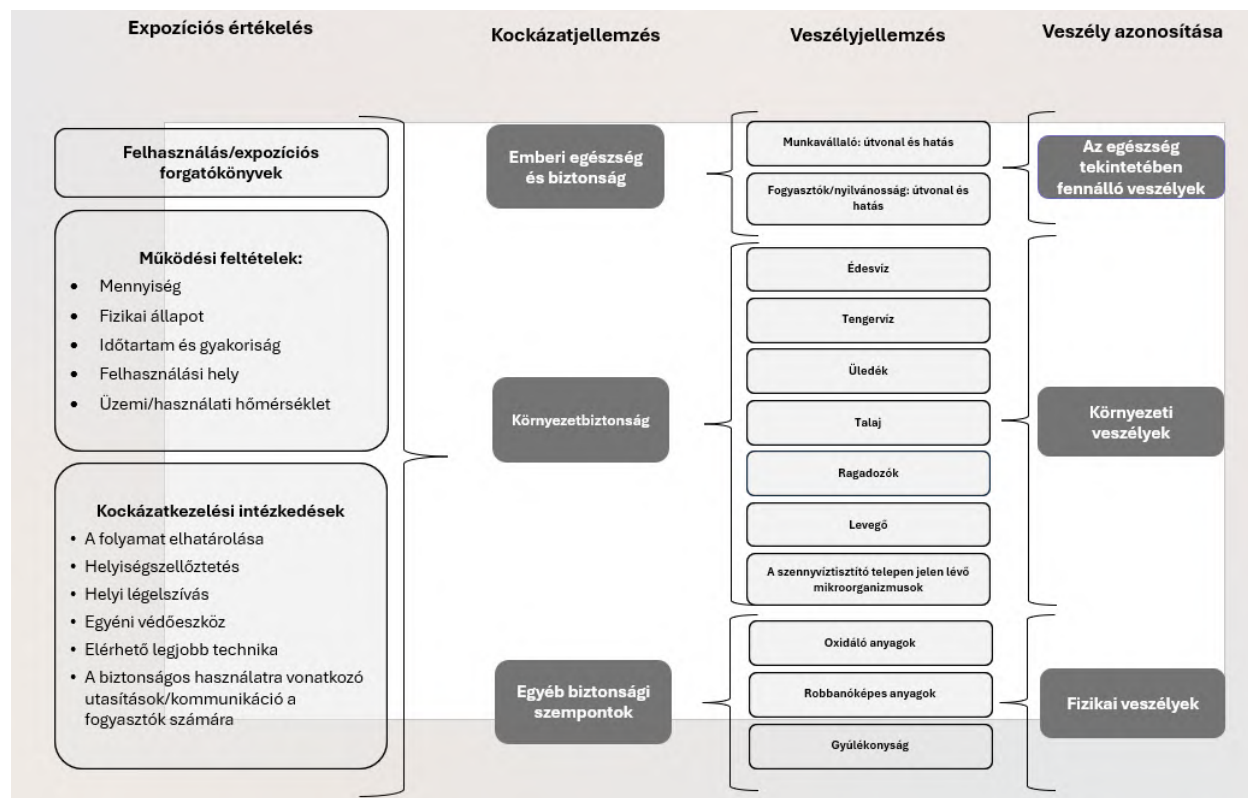 Expozíciós értékelés
Kockázatjellemzés
Veszélyjellemzés
Veszély azonosítása
Felhasználás/expozíciós
forgatókönyvek
Működési feltételek:
• Mennyiség
• Fizikai állapot
• Időtartam és gyakoriság
• Felhasználási hely
• Üzemi/használati hőmérséklet
Kockázatkezelési intézkedések
• A folyamat elhatárolása
• Helyiségszellőztetés
• Helyi légelszívás
• Egyéni védőeszköz
• Elérhető legjobb technika
• A biztonságos használatra vonatkozó
utasítások/kommunikáció a
fogyasztók számára
Emberi egészség
és biztonság
Környezetbiztonság
Egyéb biztonsági
szempontok
Munkavállaló: útvonal és hatás
Fogyasztók/nyilvánosság: útvonal és
hatás
Édesvíz
Tengervíz
Üledék
Talaj
Ragadozók
Levegő
A szennyvíztisztító telepen jelen lévő
mikroorganizmusok
Oxidáló anyagok
Robbanóképes anyagok
Gyúlékonyság
Az egészség
tekintetében
fennálló veszélyek
Környezeti
veszélyek
Fizikai veszélyek